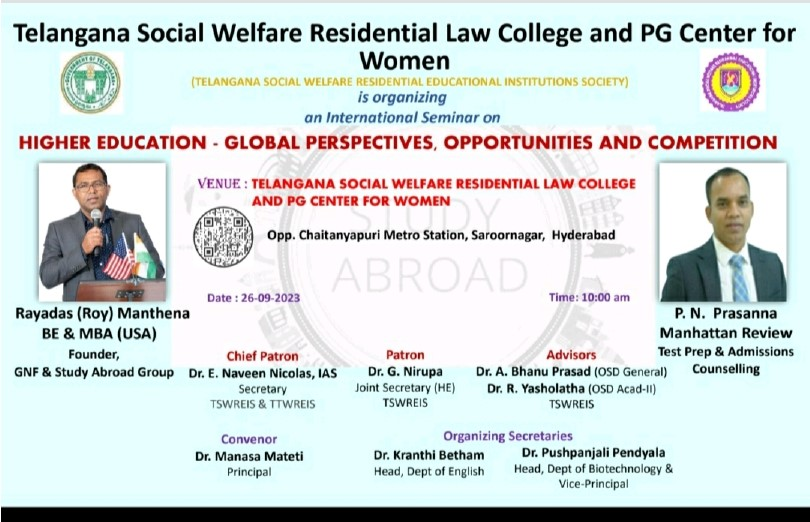 Telangana Social Welfare Residential Law College and PG Center for
Women
(TELANGANA SOCIAL WELFARE RESIDENTIAL EDUCATIONAL INSTITUTIONS SOCIETY)
is organizing
an International Seminar on
HIGHER EDUCATION - GLOBAL PERSPECTIVES, OPPORTUNITIES AND COMPETITION
VENUE : TELANGANA SOCIAL WELFARE RESIDENTIAL LAW COLLEGE
AND PG CENTER FOR WOMEN
Opp. Chaitanyapuri Metro Station, Saroornagar, Hyderabad
STUDY
ABROAD
Date : 26-09-2023
Time: 10:00 am
Rayadas (Roy) Manthena
BE & MBA (USA)
Founder,
GNF & Study Abroad Group
P. N. Prasanna
Manhattan Review
Test Prep & Admissions
Counselling
Chief Patron
Dr. E. Naveen Nicolas, IAS
Secretary
TSWREIS & TTWREIS
Patron
Dr. G. Nirupa
Joint Secretary (HE)
TSWREIS
Advisors
Dr. A. Bhanu Prasad (OSD General)
Dr. R. Yasholatha (OSD Acad-II)
TSWREIS
Convenor
Dr. Manasa Mateti
Principal
Organizing Secretaries
Dr. Kranthi Betham
Head, Dept of English
Dr. Pushpanjali Pendyala
Head, Dept of Biotechnology &
Vice-Principal